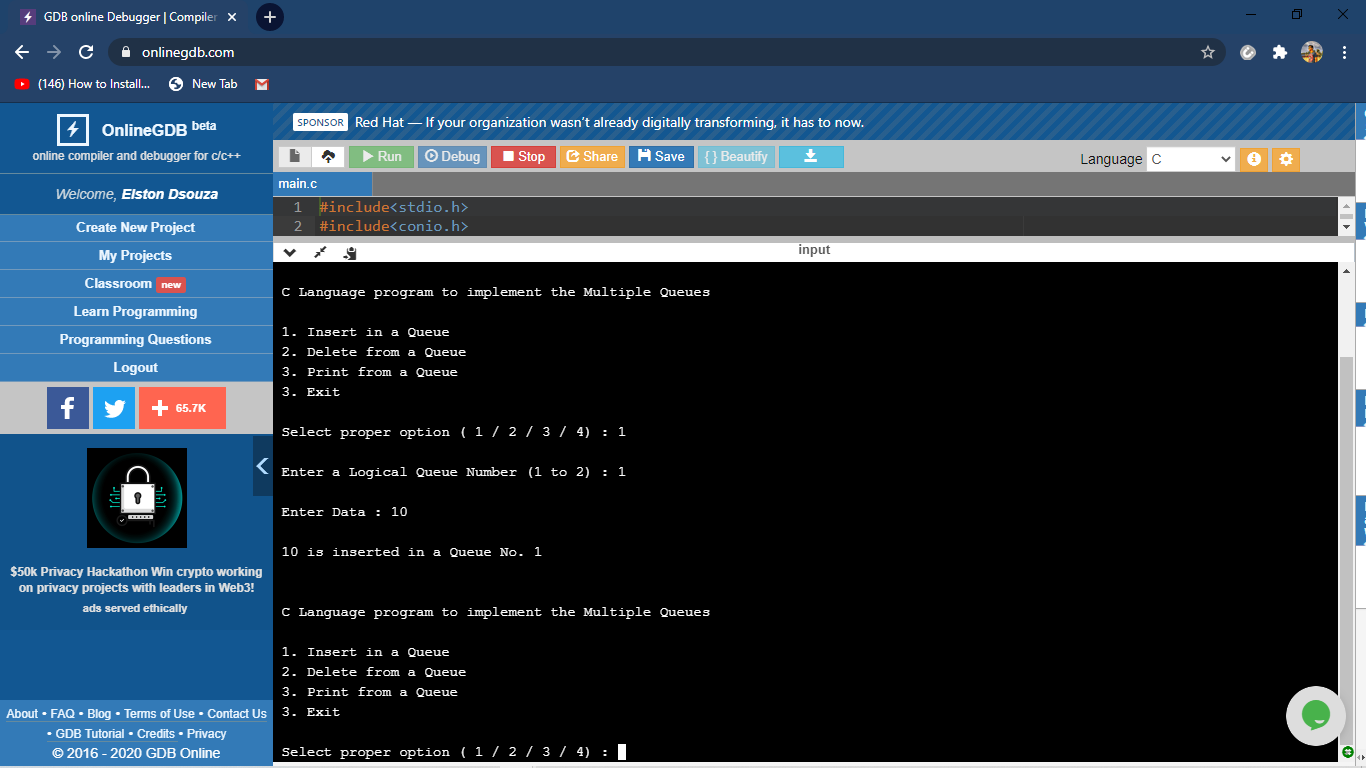 GDB online Debugger | Compiler
onlinegdb.com
(146) How to Install... New Tab
OnlineGDB beta
online compiler and debugger for c/c++
Welcome, Elston Dsouza
Create New Project
My Projects
Classroom new
Learn Programming
Programming Questions
Logout
65.7K
$50k Privacy Hackathon Win crypto working
on privacy projects with leaders in Web3!
ads served ethically
About • FAQ • Blog • Terms of Use • Contact Us
• GDB Tutorial • Credits • Privacy
© 2016 - 2020 GDB Online
SPONSOR Red Hat — If your organization wasn't already digitally transforming, it has to now.
Run Debug Stop Share Save { } Beautify Language C
main.c
1 #include<stdio.h>
2 #include<conio.h>
input
C Language program to implement the Multiple Queues
1. Insert in a Queue
2. Delete from a Queue
3. Print from a Queue
3. Exit
Select proper option ( 1 / 2 / 3 / 4) : 1
Enter a Logical Queue Number (1 to 2) : 1
Enter Data : 10
10 is inserted in a Queue No. 1
C Language program to implement the Multiple Queues
1. Insert in a Queue
2. Delete from a Queue
3. Print from a Queue
3. Exit
Select proper option ( 1 / 2 / 3 / 4) :